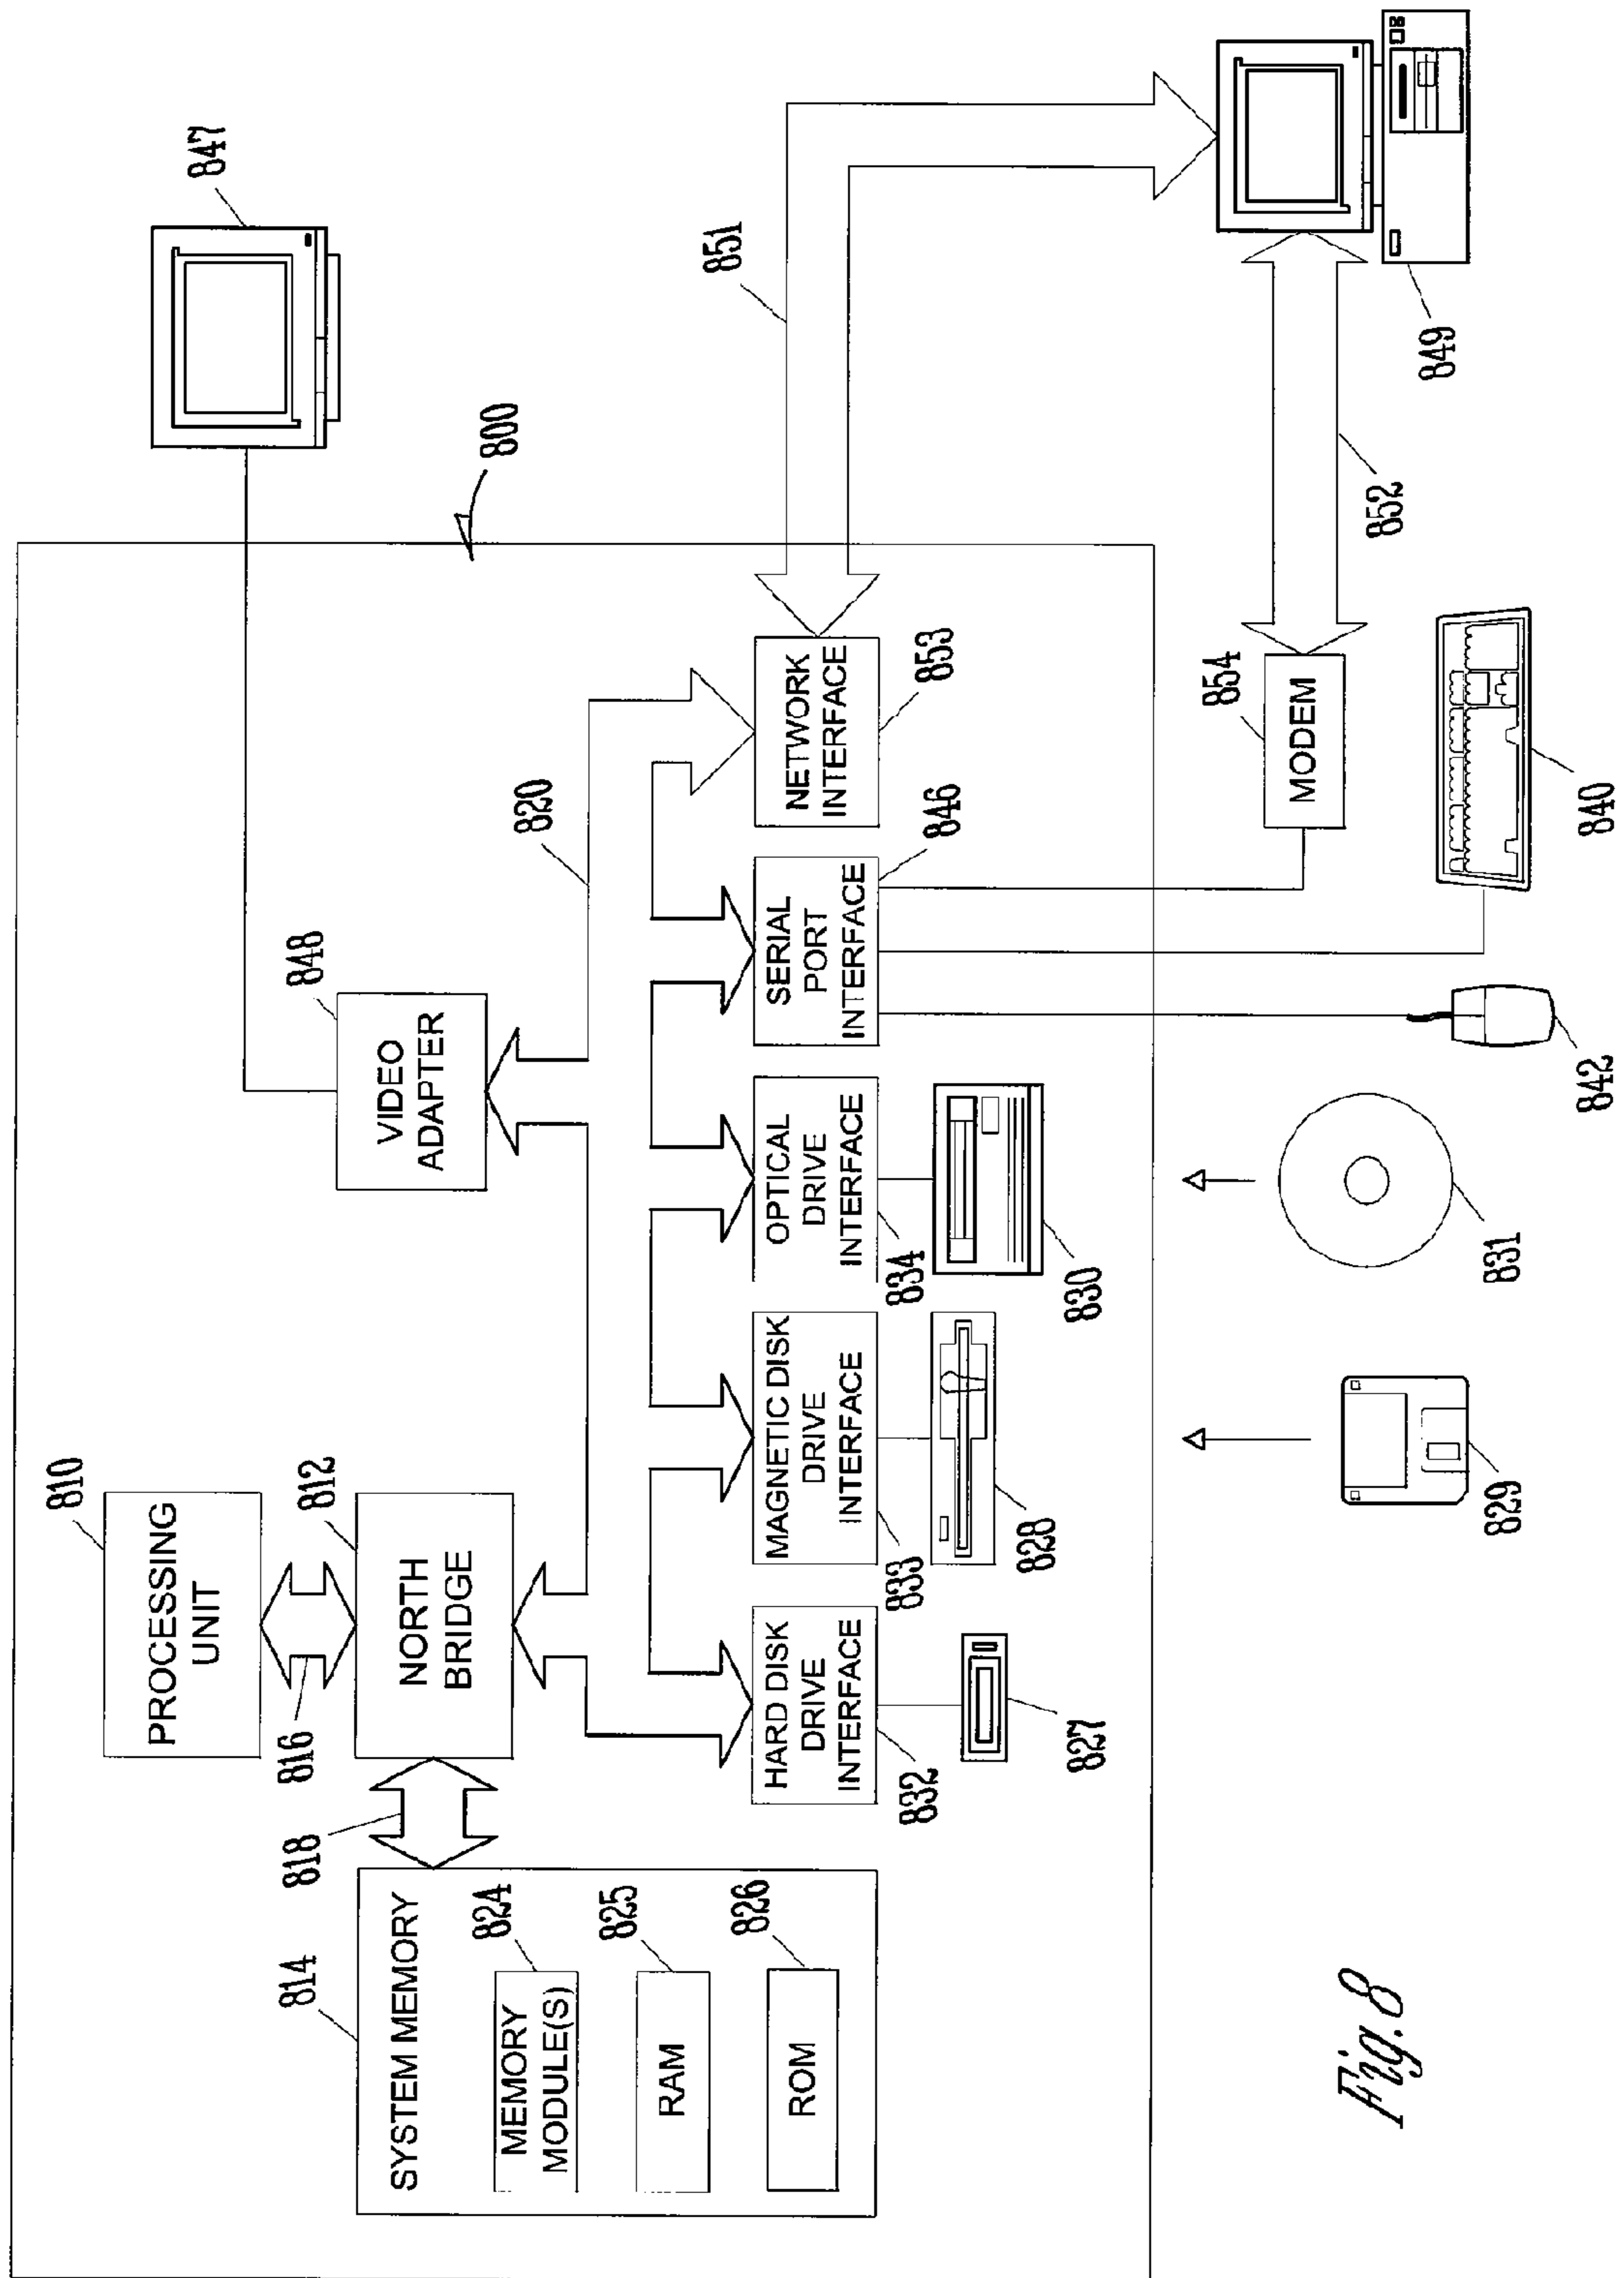 810
PROCESSING
UNIT
816
812
NORTH
BRIDGE
818
814
SYSTEM MEMORY
824
MEMORY
MODULE(S)
825
RAM
826
ROM
848
VIDEO
ADAPTER
847
800
820
851
HARD DISK
DRIVE
INTERFACE
832
827
MAGNETIC DISK
DRIVE
INTERFACE
833
828
OPTICAL
DRIVE
INTERFACE
834
830
SERIAL
PORT
INTERFACE
846
NETWORK
INTERFACE
853
854
MODEM
852
849
829
831
842
840
Fig. 8